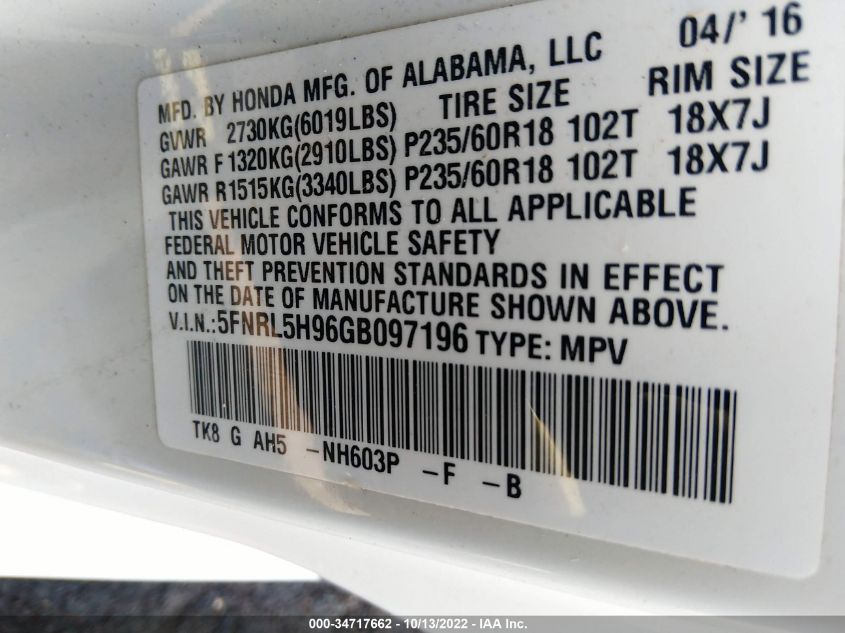 04/' 16
MFD. BY HONDA MFG. OF ALABAMA, LLC
GVWR 2730KG(6019LBS) TIRE SIZE RIM SIZE
GAWR F1320KG(2910LBS) P235/60R18 102T 18X7J
GAWR R1515KG(3340LBS) P235/60R18 102T 18X7J
THIS VEHICLE CONFORMS TO ALL APPLICABLE
FEDERAL MOTOR VEHICLE SAFETY
AND THEFT PREVENTION STANDARDS IN EFFECT
ON THE DATE OF MANUFACTURE SHOWN ABOVE.
V.I.N.:5FNRL5H96GB097196 TYPE: MPV
TK8 G AH5 -NH603P -F -B
000-34717662 - 10/13/2022 - IAA Inc.